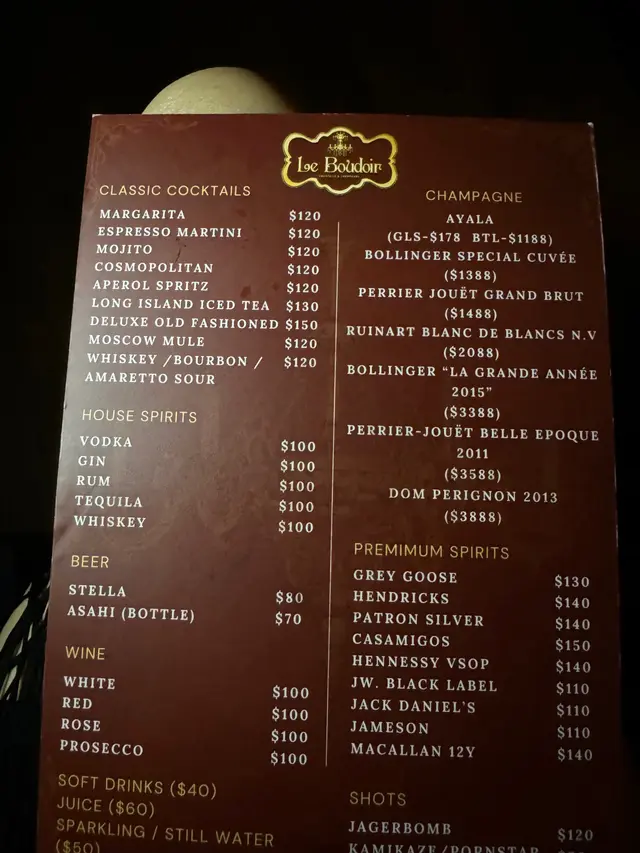 Le Boudoir
CLASSIC COCKTAILS
MARGARITA $120
ESPRESSO MARTINI $120
MOJITO $120
COSMOPOLITAN $120
APEROL SPRITZ $120
LONG ISLAND ICED TEA $130
DELUXE OLD FASHIONED $150
MOSCOW MULE $120
WHISKEY /BOURBON / $120
AMARETTO SOUR
HOUSE SPIRITS
VODKA $100
GIN $100
RUM $100
TEQUILA $100
WHISKEY $100
BEER
STELLA $80
ASAHI (BOTTLE) $70
WINE
WHITE $100
RED $100
ROSE $100
PROSECCO $100
SOFT DRINKS ($40)
JUICE ($60)
SPARKLING / STILL WATER
($50)
CHAMPAGNE
AYALA
(GLS-$178 BTL-$1188)
BOLLINGER SPECIAL CUVÉE
($1388)
PERRIER JOUËT GRAND BRUT
($1488)
RUINART BLANC DE BLANCS N.V
($2088)
BOLLINGER “LA GRANDE ANNÉE
2015”
($3388)
PERRIER-JOUËT BELLE EPOQUE
2011
($3588)
DOM PERIGNON 2013
($3888)
PREMIMUM SPIRITS
GREY GOOSE $130
HENDRICKS $140
PATRON SILVER $140
CASAMIGOS $150
HENNESSY VSOP $140
JW. BLACK LABEL $110
JACK DANIEL'S $110
JAMESON $110
MACALLAN 12Y $140
SHOTS
JAGERBOMB $120
KAMIKAZE/PORNSTAR